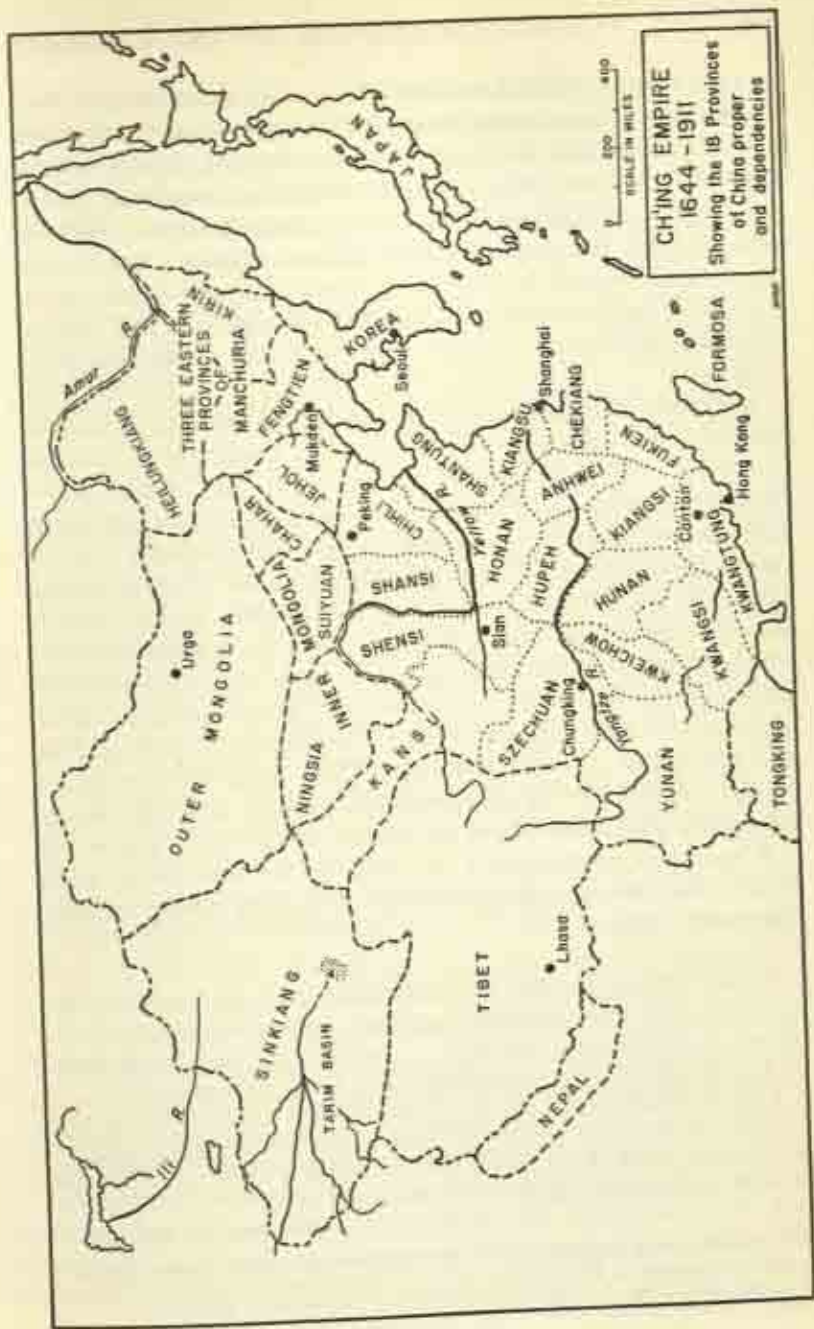 CH'ING EMPIRE
1644-1911
Showing the 18 Provinces
of China proper
and dependencies
0 200 400
SCALE IN MILES
JAPAN
KOREA
Seoul
Amur R.
HEILUNGKIANG
THREE EASTERN
PROVINCES
OF
MANCHURIA
KIRIN
FENGTIEN
Mukden
JEHOL
CHAHAR
MONGOLIA
SUIYUAN
INNER
NINGSIA
OUTER MONGOLIA
Urga
Peking
CHIHLI
SHANSI
SHENSI
KANSU
SHANTUNG
Yellow R.
HONAN
Sian
KIANGSU
Shanghai
ANHWEI
CHEKIANG
HUPEH
SZECHUAN
Chungking
Yangtze R.
HUNAN
KIANGSI
FUKIEN
FORMOSA
KWEICHOW
KWANGSI
KWANGTUNG
Canton
Hong Kong
YUNAN
TONGKING
SINKIANG
TARIM BASIN
Ili R.
TIBET
Lhasa
NEPAL